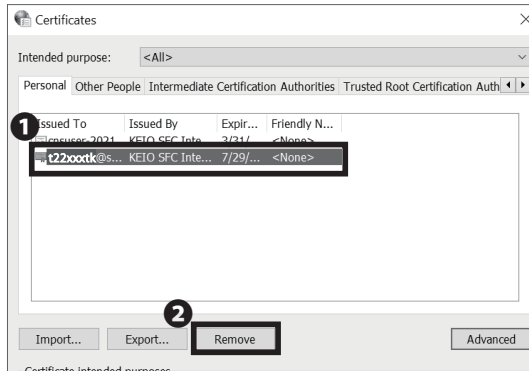 Certificates
Intended purpose: <All>
Personal Other People Intermediate Certification Authorities Trusted Root Certification Auth
1
Issued To Issued By Expir... Friendly N...
cnsuser-2021 KEIO SFC Inte... 3/31/... <None>
t22xxxtk@s... KEIO SFC Inte... 7/29/... <None>
2
Import... Export... Remove Advanced
Certificate intended purposes